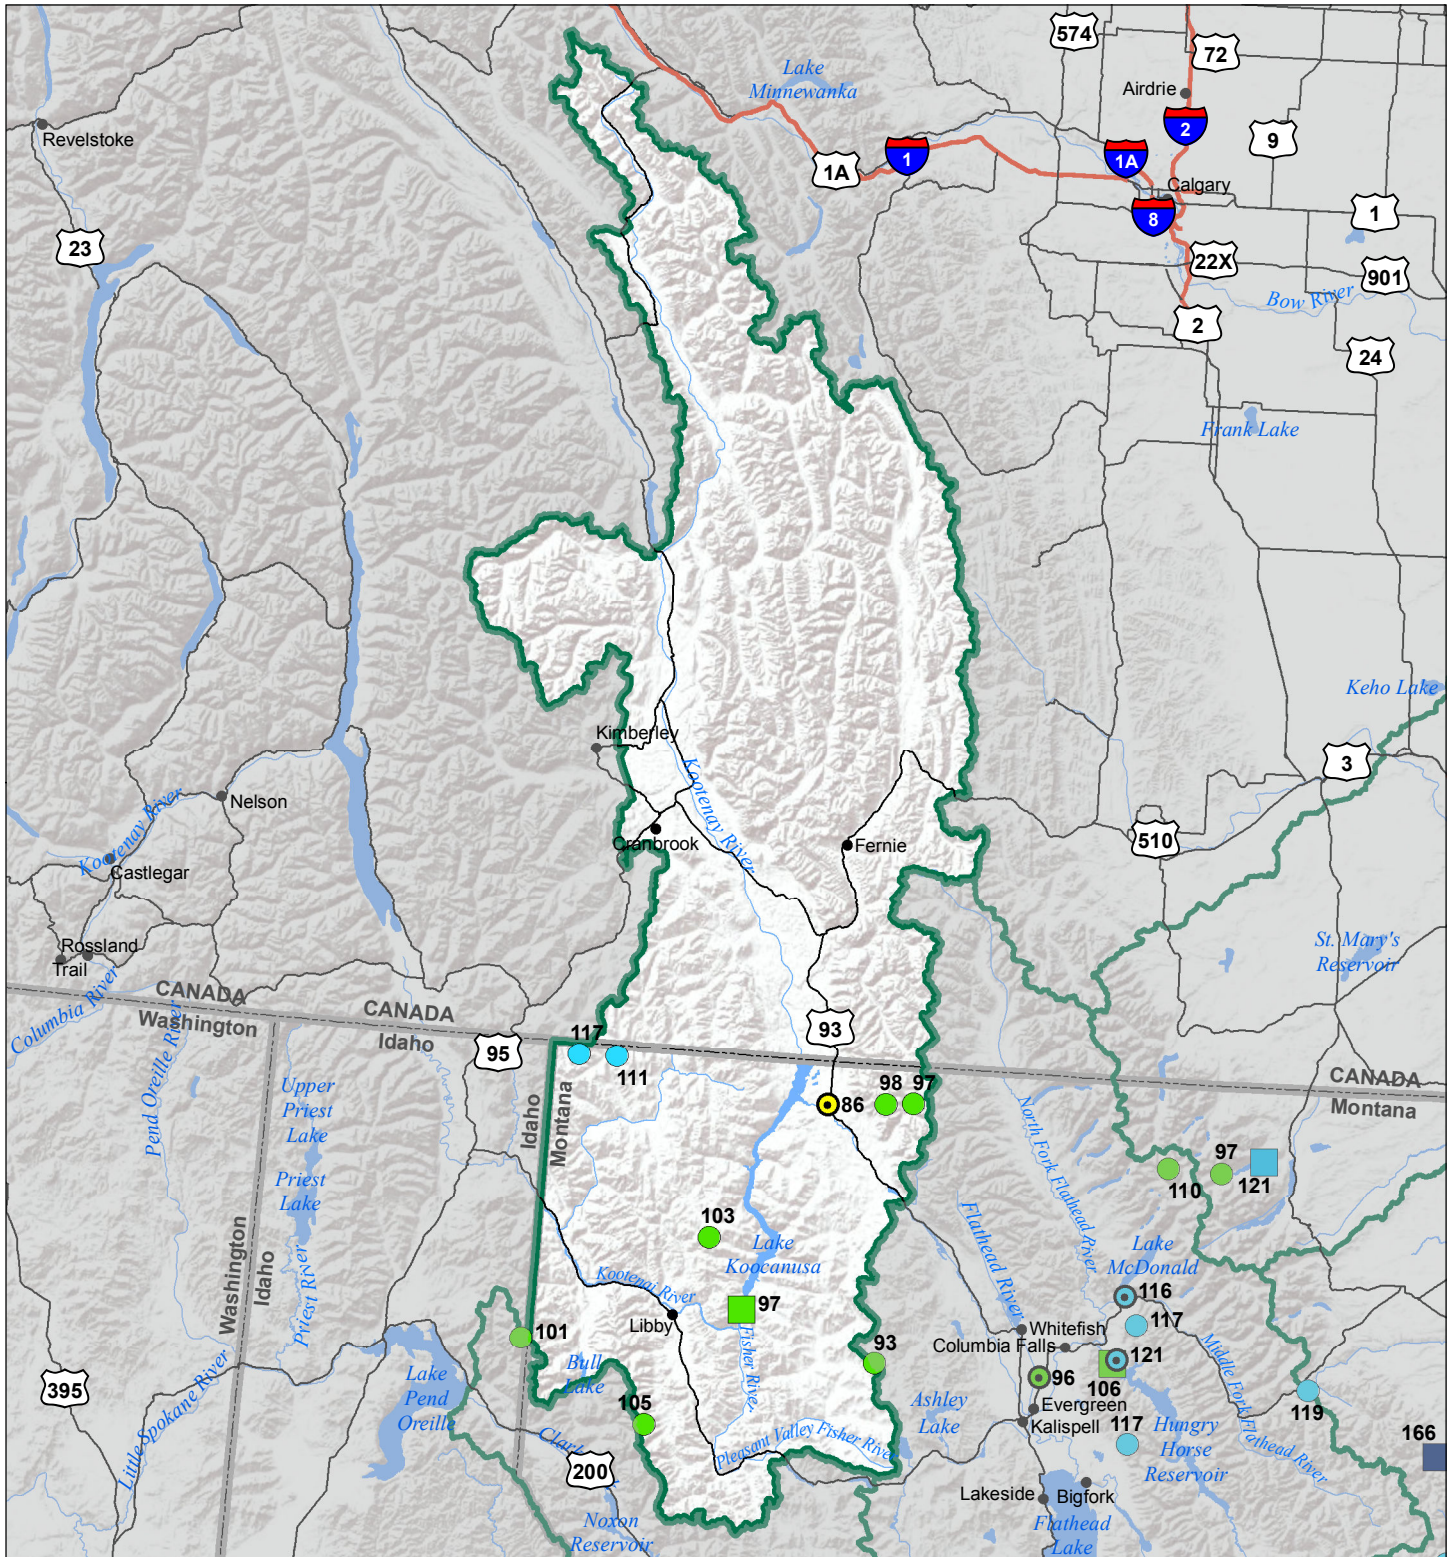 574
72
Lake
Minnewanka
Airdrie
Revelstoke
2
9
1
1A
1A
Calgary
8
1
23
22X
901
Bow River
2
24
Frank Lake
Keho Lake
Kimberley
3
Kootenay River
Nelson
Kootenay River
Cranbrook
Fernie
510
Castlegar
Rossland
Trail
St. Mary's
Reservoir
Columbia River
CANADA
Washington
CANADA
Idaho
Pend Oreille River
95
117
111
93
CANADA
Montana
Upper
Priest
Lake
Idaho
Montana
86
98
97
North Fork Flathead River
Priest
Lake
97
110
121
Washington
Idaho
Priest River
103
Lake
Koocanusa
Flathead River
Lake
McDonald
Kootenai River
97
Libby
Fisher River
116
Whitefish
117
Columbia Falls
Middle Fork Flathead River
101
93
121
106
96
395
Lake
Pend
Oreille
Bull
Lake
Little Spokane River
105
Ashley
Lake
Evergreen
Kalispell
119
117
Hungry
Horse
Reservoir
166
Clark
200
Pleasant Valley Fisher River
Lakeside
Bigfork
Noxon
Reservoir
Flathead
Lake